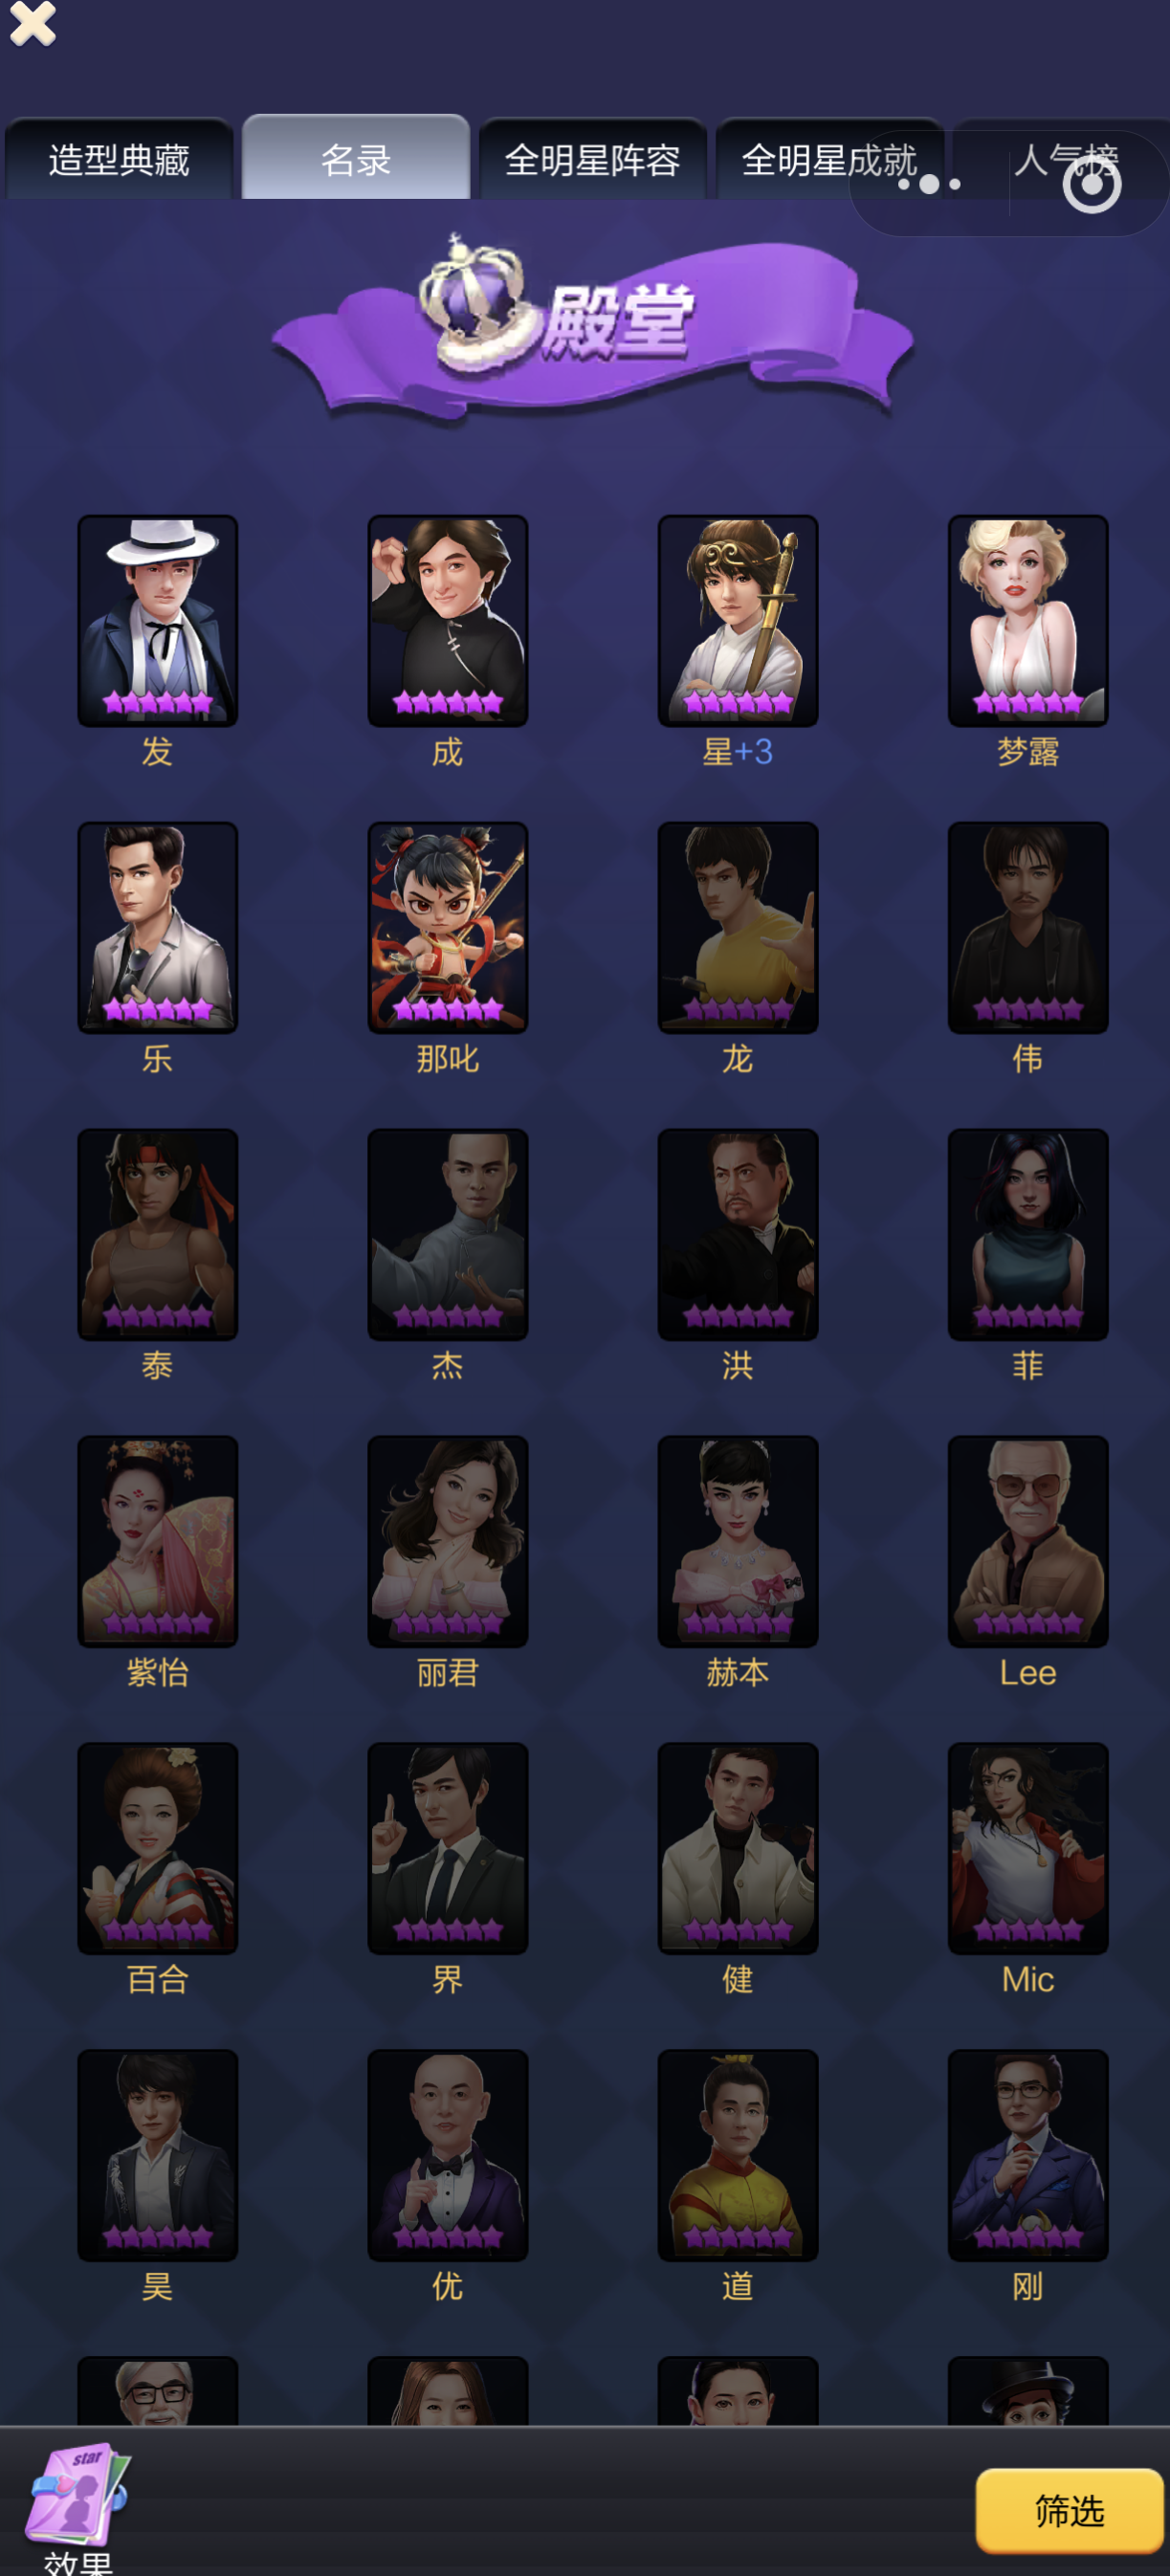 造型典藏
名录
全明星阵容
全明星成就
人气榜
殿堂
发
成
星+3
梦露
乐
那叱
龙
伟
泰
杰
洪
菲
紫怡
丽君
赫本
Lee
百合
界
健
Mic
昊
优
道
刚
star
效果
筛选